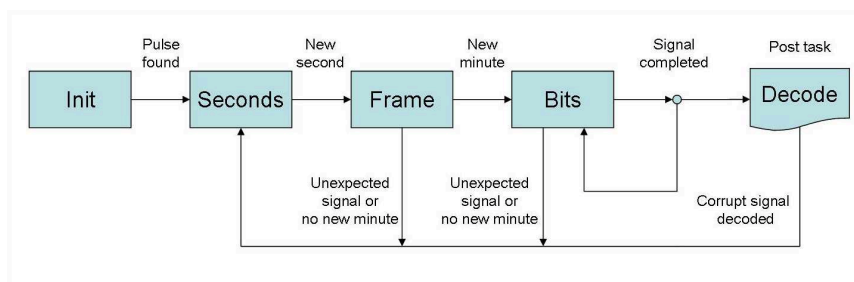 Pulse
found
New
second
New
minute
Signal
completed
Post task
Init
Seconds
Frame
Bits
Decode
Unexpected
signal or
no new minute
Unexpected
signal or
no new minute
Corrupt signal
decoded